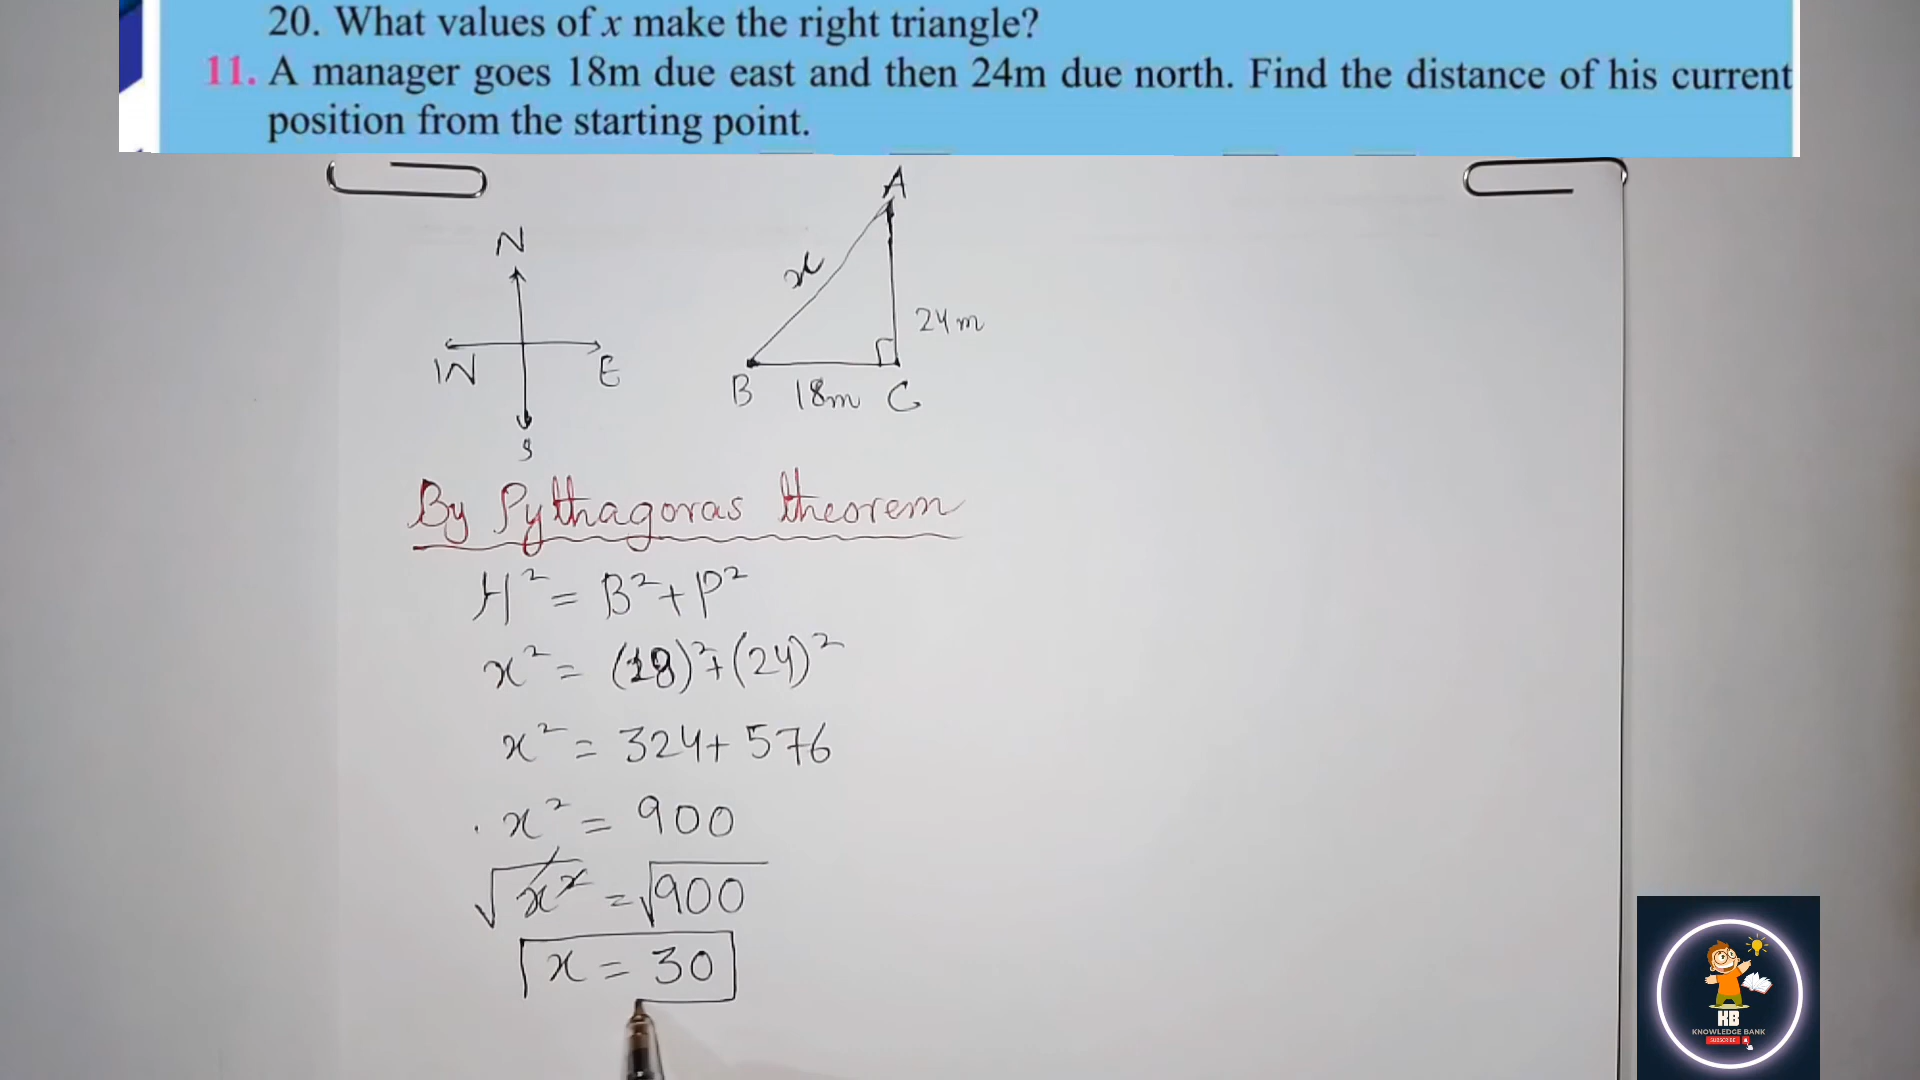 20. What values of x make the right triangle?
11. A manager goes 18m due east and then 24m due north. Find the distance of his current
position from the starting point.
A
N
x
24m
W
E
B 18m C
S
By Pythagoras theorem
H² = B² + P²
x² = (18)² + (24)²
x² = 324 + 576
x² = 900
√x² = √900
x = 30
KB
KNOWLEDGE BANK
SUBSCRIBE